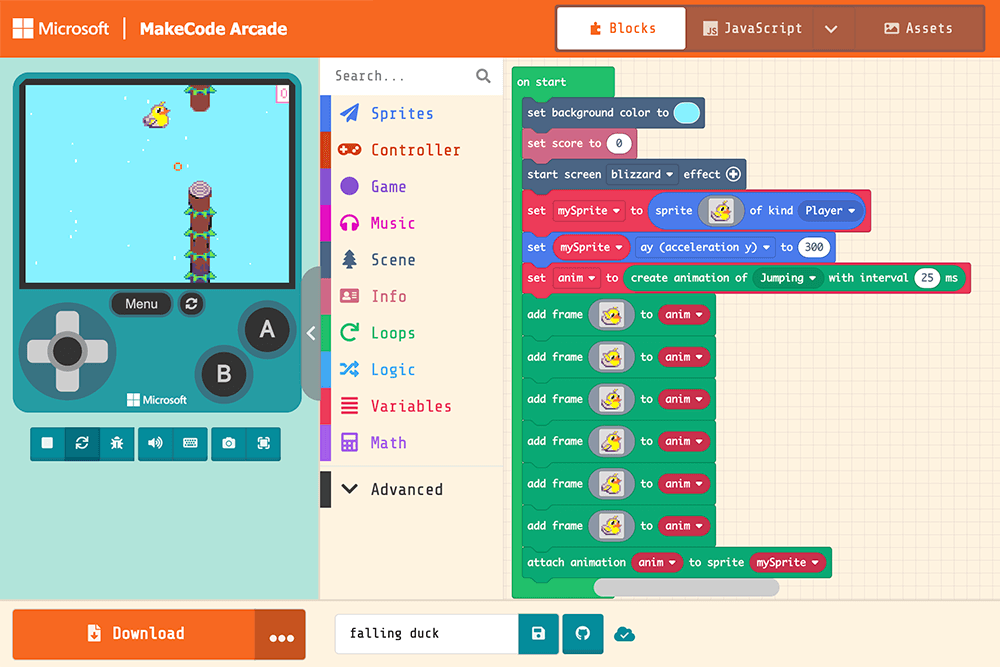 Microsoft | MakeCode Arcade
Blocks
JS JavaScript
Assets
0
Menu
A
B
Microsoft
Search...
Sprites
Controller
Game
Music
Scene
Info
Loops
Logic
Variables
Math
Advanced
on start
set background color to
set score to 0
start screen blizzard effect
set mySprite to sprite of kind Player
set mySprite ay (acceleration y) to 300
set anim to create animation of Jumping with interval 25 ms
add frame to anim
add frame to anim
add frame to anim
add frame to anim
add frame to anim
add frame to anim
attach animation anim to sprite mySprite
Download
falling duck